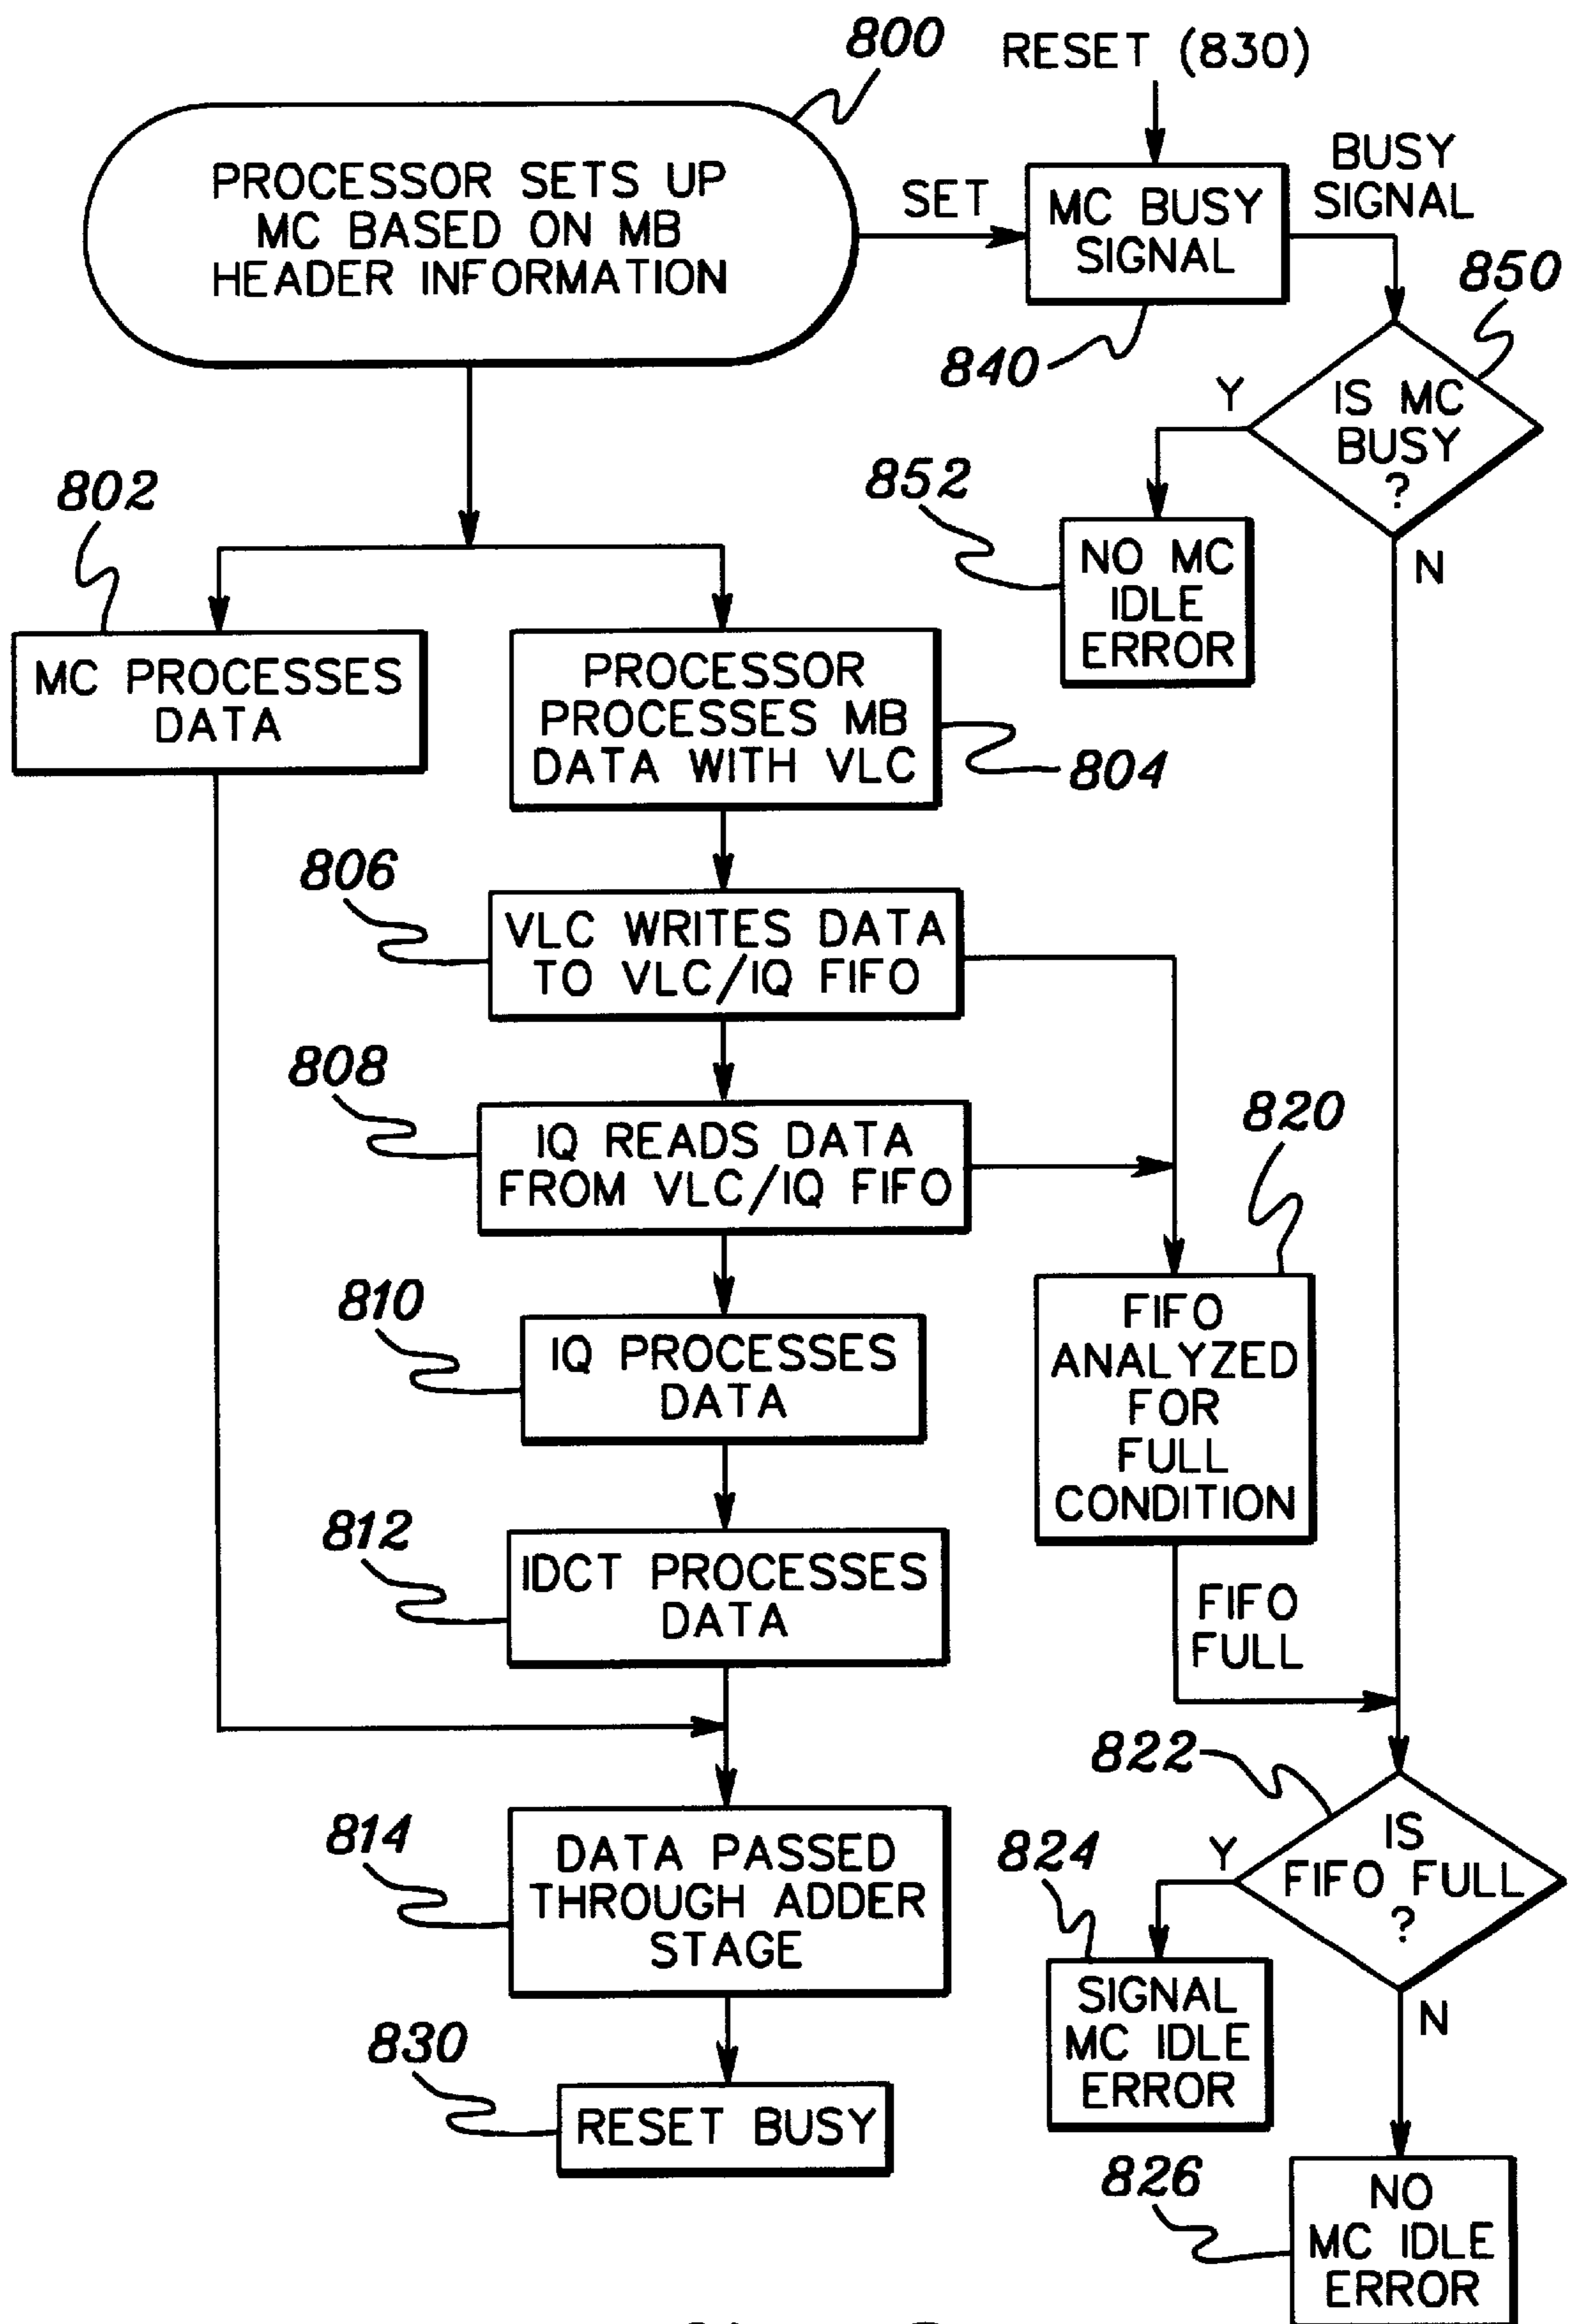 800
RESET (830)
PROCESSOR SETS UP
MC BASED ON MB
HEADER INFORMATION
SET
MC BUSY
SIGNAL
BUSY
SIGNAL
840
850
IS MC
BUSY
?
Y
N
852
NO MC
IDLE
ERROR
802
MC PROCESSES
DATA
PROCESSOR
PROCESSES MB
DATA WITH VLC
804
806
VLC WRITES DATA
TO VLC/IQ FIFO
808
IQ READS DATA
FROM VLC/IQ FIFO
820
FIFO
ANALYZED
FOR
FULL
CONDITION
810
IQ PROCESSES
DATA
812
IDCT PROCESSES
DATA
FIFO
FULL
822
IS
FIFO FULL
?
Y
N
814
DATA PASSED
THROUGH ADDER
STAGE
824
SIGNAL
MC IDLE
ERROR
830
RESET BUSY
826
NO
MC IDLE
ERROR